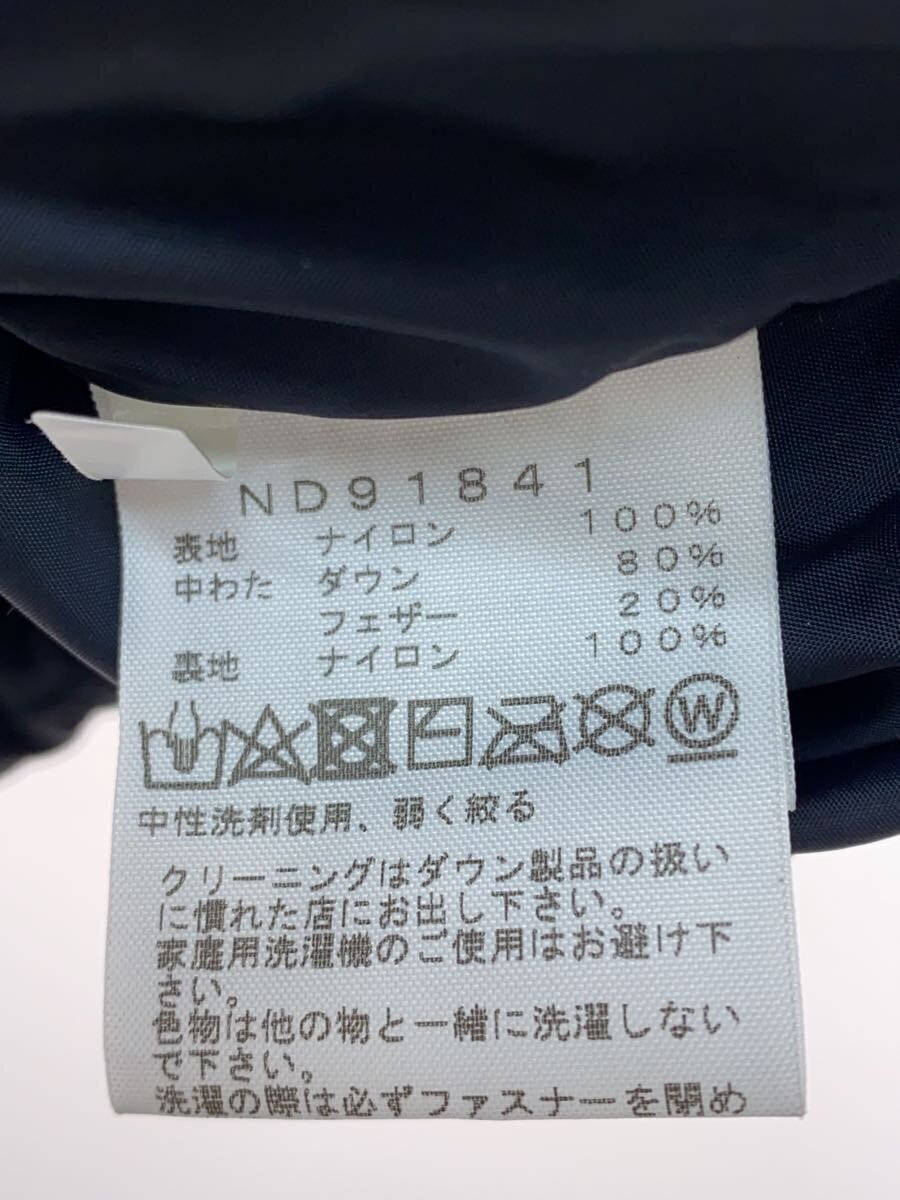 ND91841
表地 ナイロン 100%
中わた ダウン 80%
フェザー 20%
裏地 ナイロン 100%
W
中性洗剤使用、弱く絞る
クリーニングはダウン製品の扱い
に慣れた店にお出し下さい。
家庭用洗濯機のご使用はお避け下
さい。
色物は他の物と一緒に洗濯しない
で下さい。
洗濯の際は必ずファスナーを閉め